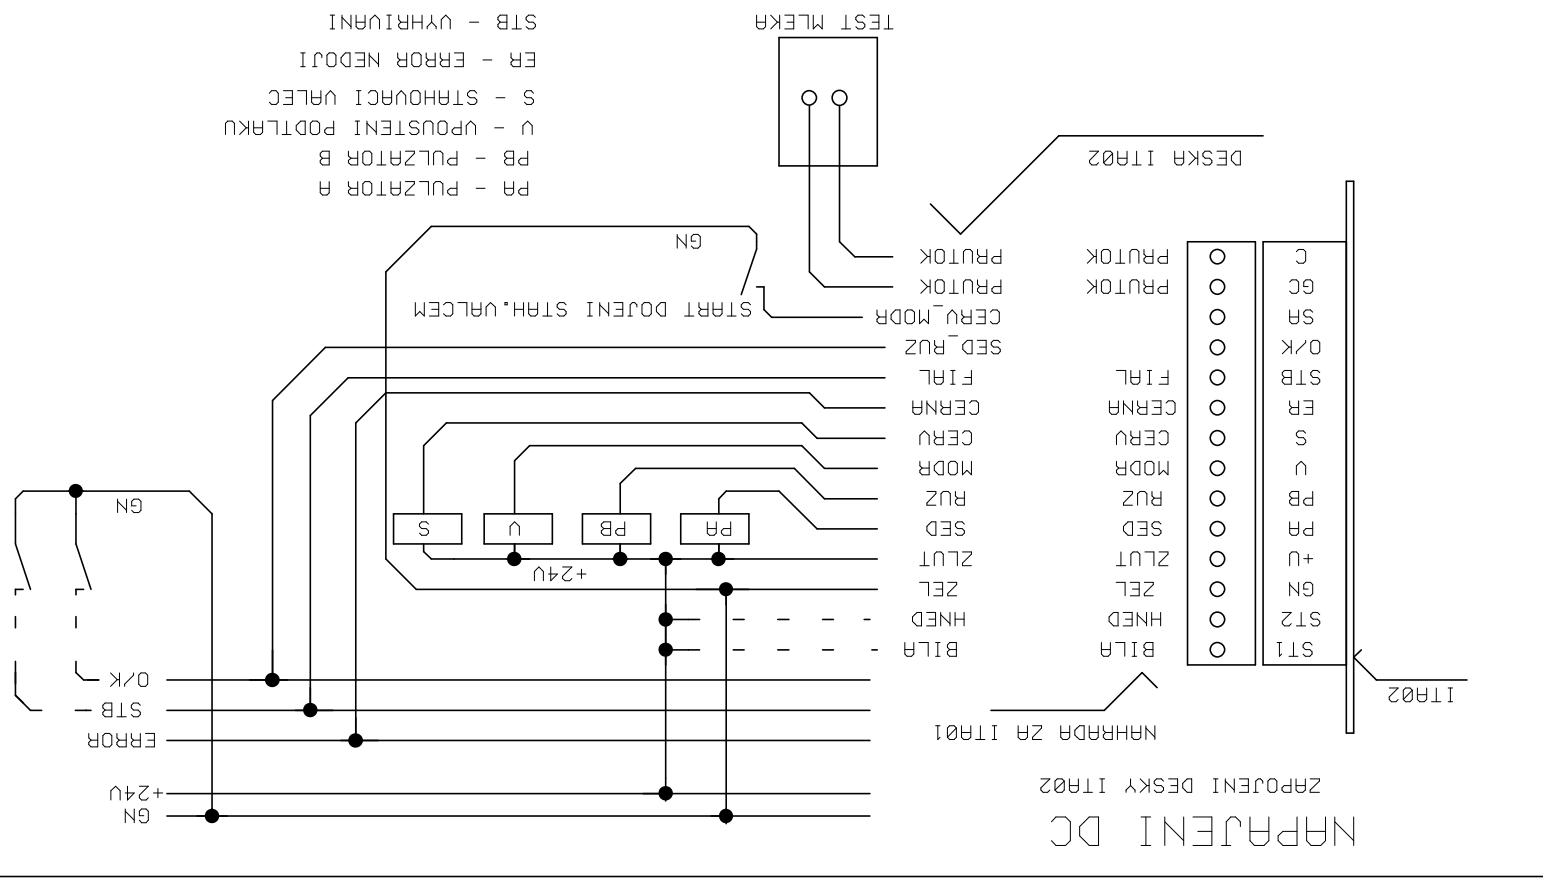 NAPAJENI DC
ZAPOJENI DESKY ITA02
NAHRADA ZA ITA01
ITA02
GN
+24V
ERROR
STB
O/K
ST1 BILA BILA
ST2 HNED HNED
GN ZEL ZEL
+U ZLUT ZLUT
+24V
PA SED SED
PB RUZ RUZ
V MODR MODR
S CERV CERV
ER CERNA CERNA
STB FIAL FIAL
O/K SED_RUZ
SA CERV_MODR
GC PRUTOK PRUTOK
C PRUTOK PRUTOK
PA
PB
V
S
GN
START DOJENI STAH.VALCEM
GN
DESKA ITA02
TEST MLEKA
PA - PULZATOR A
PB - PULZATOR B
V - VPOUSTENI PODTLAKU
S - STAHOVACI VALEC
ER - ERROR NEDOJI
STB - VYHRIVANI